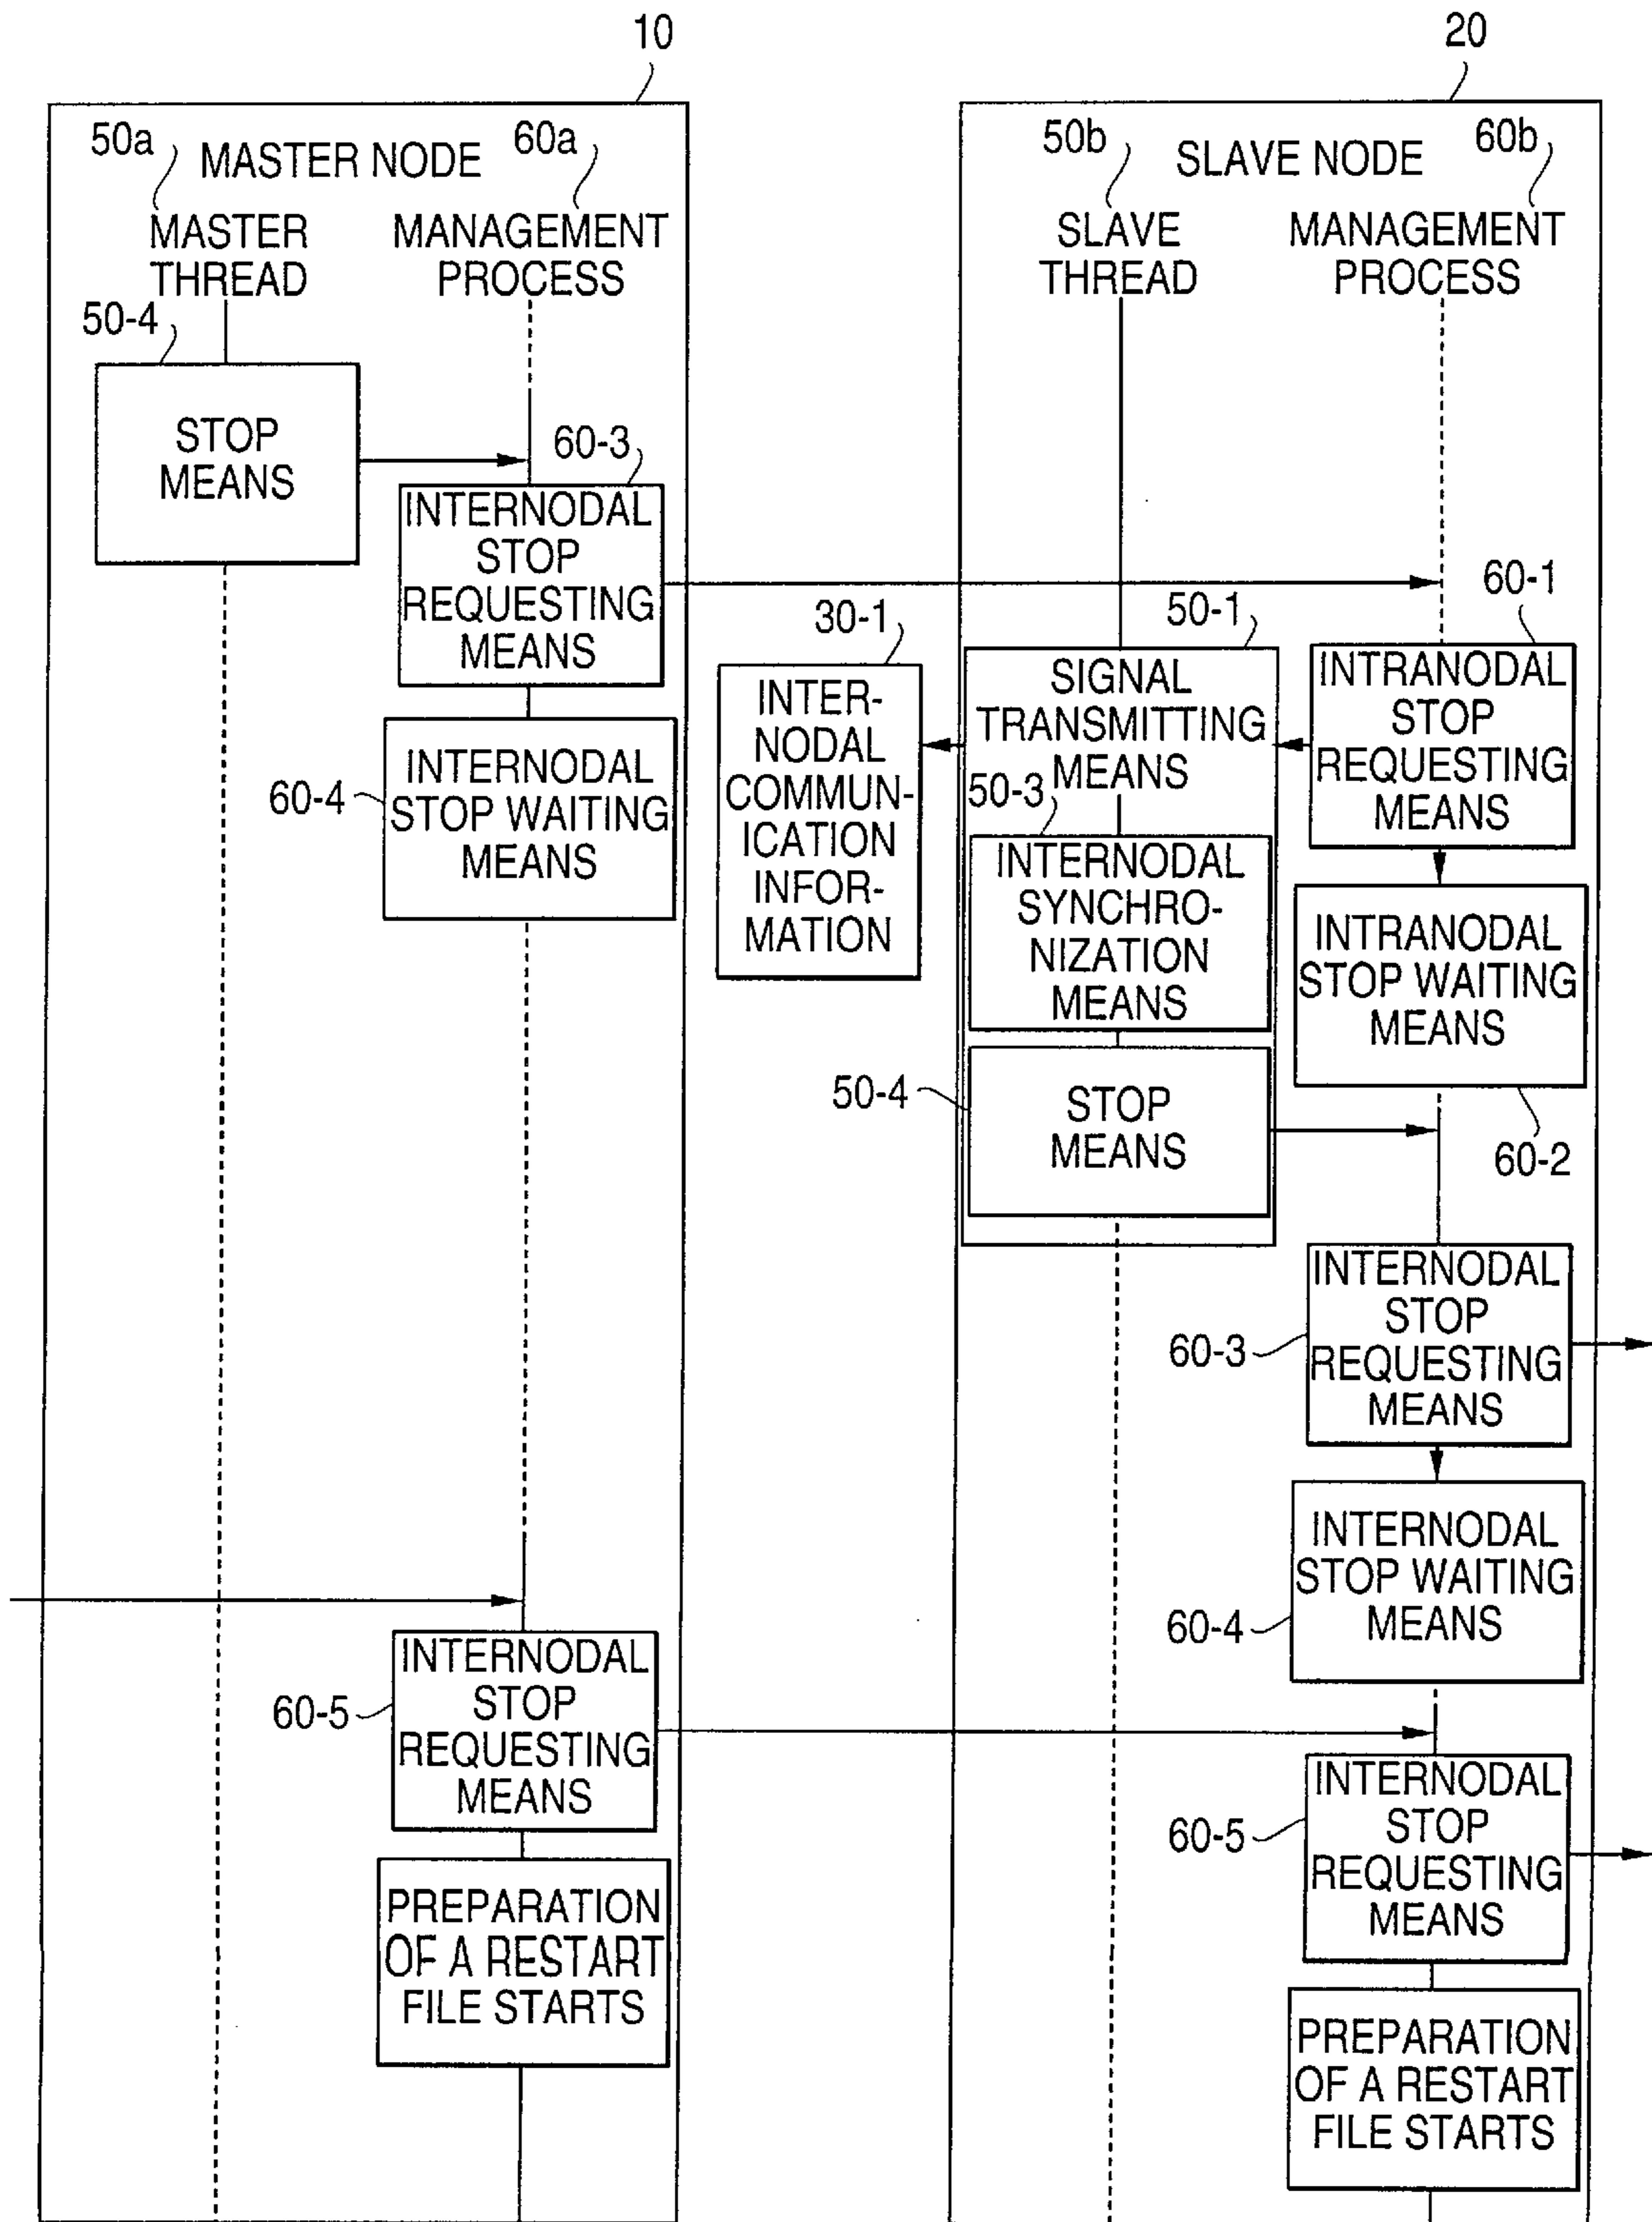 10
20
50a
MASTER NODE
60a
MASTER
THREAD
MANAGEMENT
PROCESS
50b
SLAVE NODE
60b
SLAVE
THREAD
MANAGEMENT
PROCESS
50-4
STOP
MEANS
60-3
INTERNODAL
STOP
REQUESTING
MEANS
60-4
INTERNODAL
STOP WAITING
MEANS
30-1
INTER-
NODAL
COMMUN-
ICATION
INFOR-
MATION
50-1
SIGNAL
TRANSMITTING
MEANS
60-1
INTRANODAL
STOP
REQUESTING
MEANS
50-3
INTERNODAL
SYNCHRO-
NIZATION
MEANS
INTRANODAL
STOP WAITING
MEANS
60-2
50-4
STOP
MEANS
60-3
INTERNODAL
STOP
REQUESTING
MEANS
60-4
INTERNODAL
STOP WAITING
MEANS
60-5
INTERNODAL
STOP
REQUESTING
MEANS
60-5
INTERNODAL
STOP
REQUESTING
MEANS
PREPARATION
OF A RESTART
FILE STARTS
PREPARATION
OF A RESTART
FILE STARTS